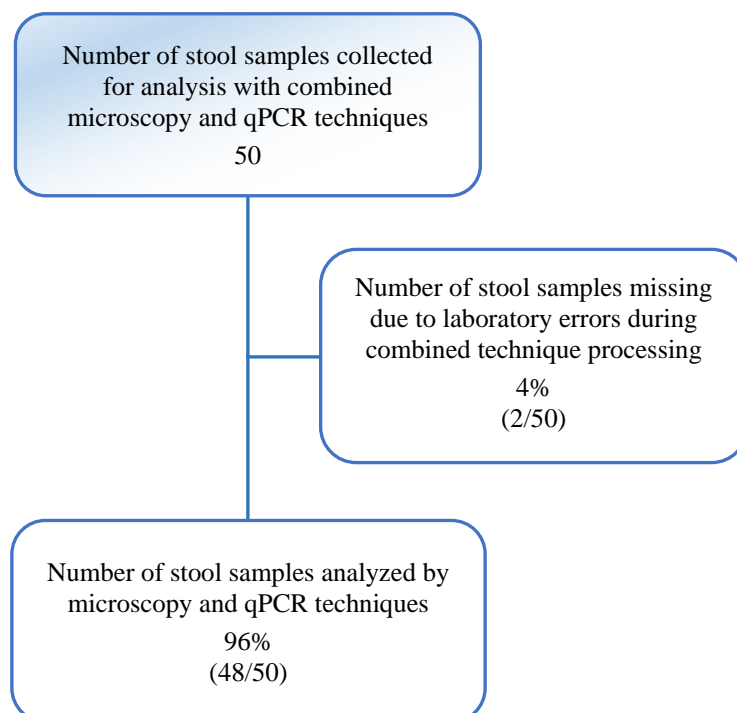 Number of stool samples collected
for analysis with combined
microscopy and qPCR techniques
50
Number of stool samples missing
due to laboratory errors during
combined technique processing
4%
(2/50)
Number of stool samples analyzed by
microscopy and qPCR techniques
96%
(48/50)